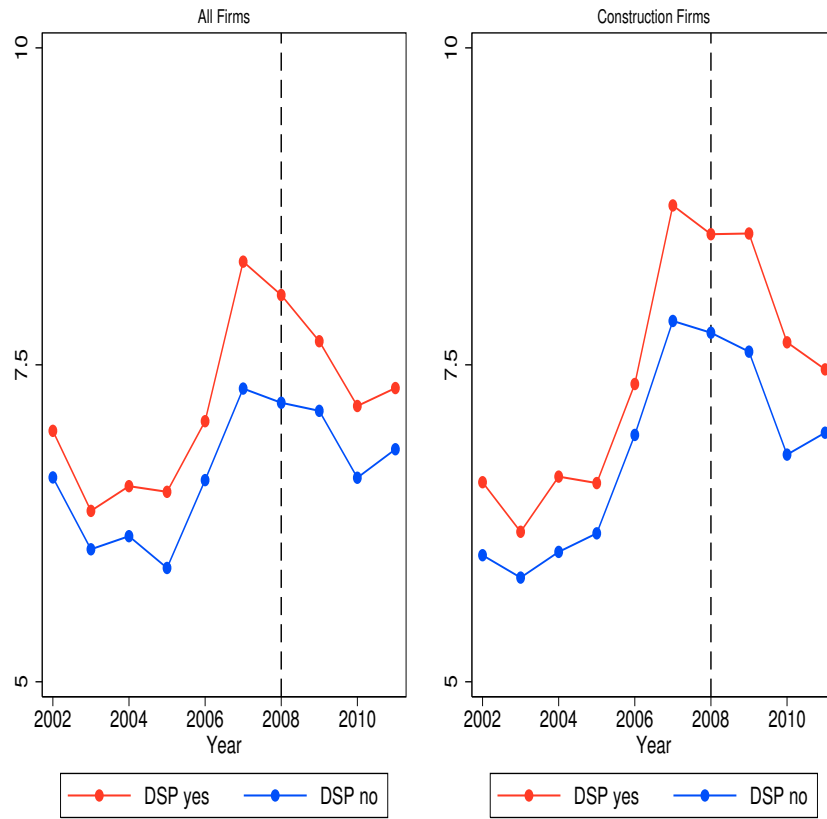 All Firms
10
7.5
5
2002 2004 2006 2008 2010
Year
DSP yes DSP no
Construction Firms
10
7.5
5
2002 2004 2006 2008 2010
Year
DSP yes DSP no